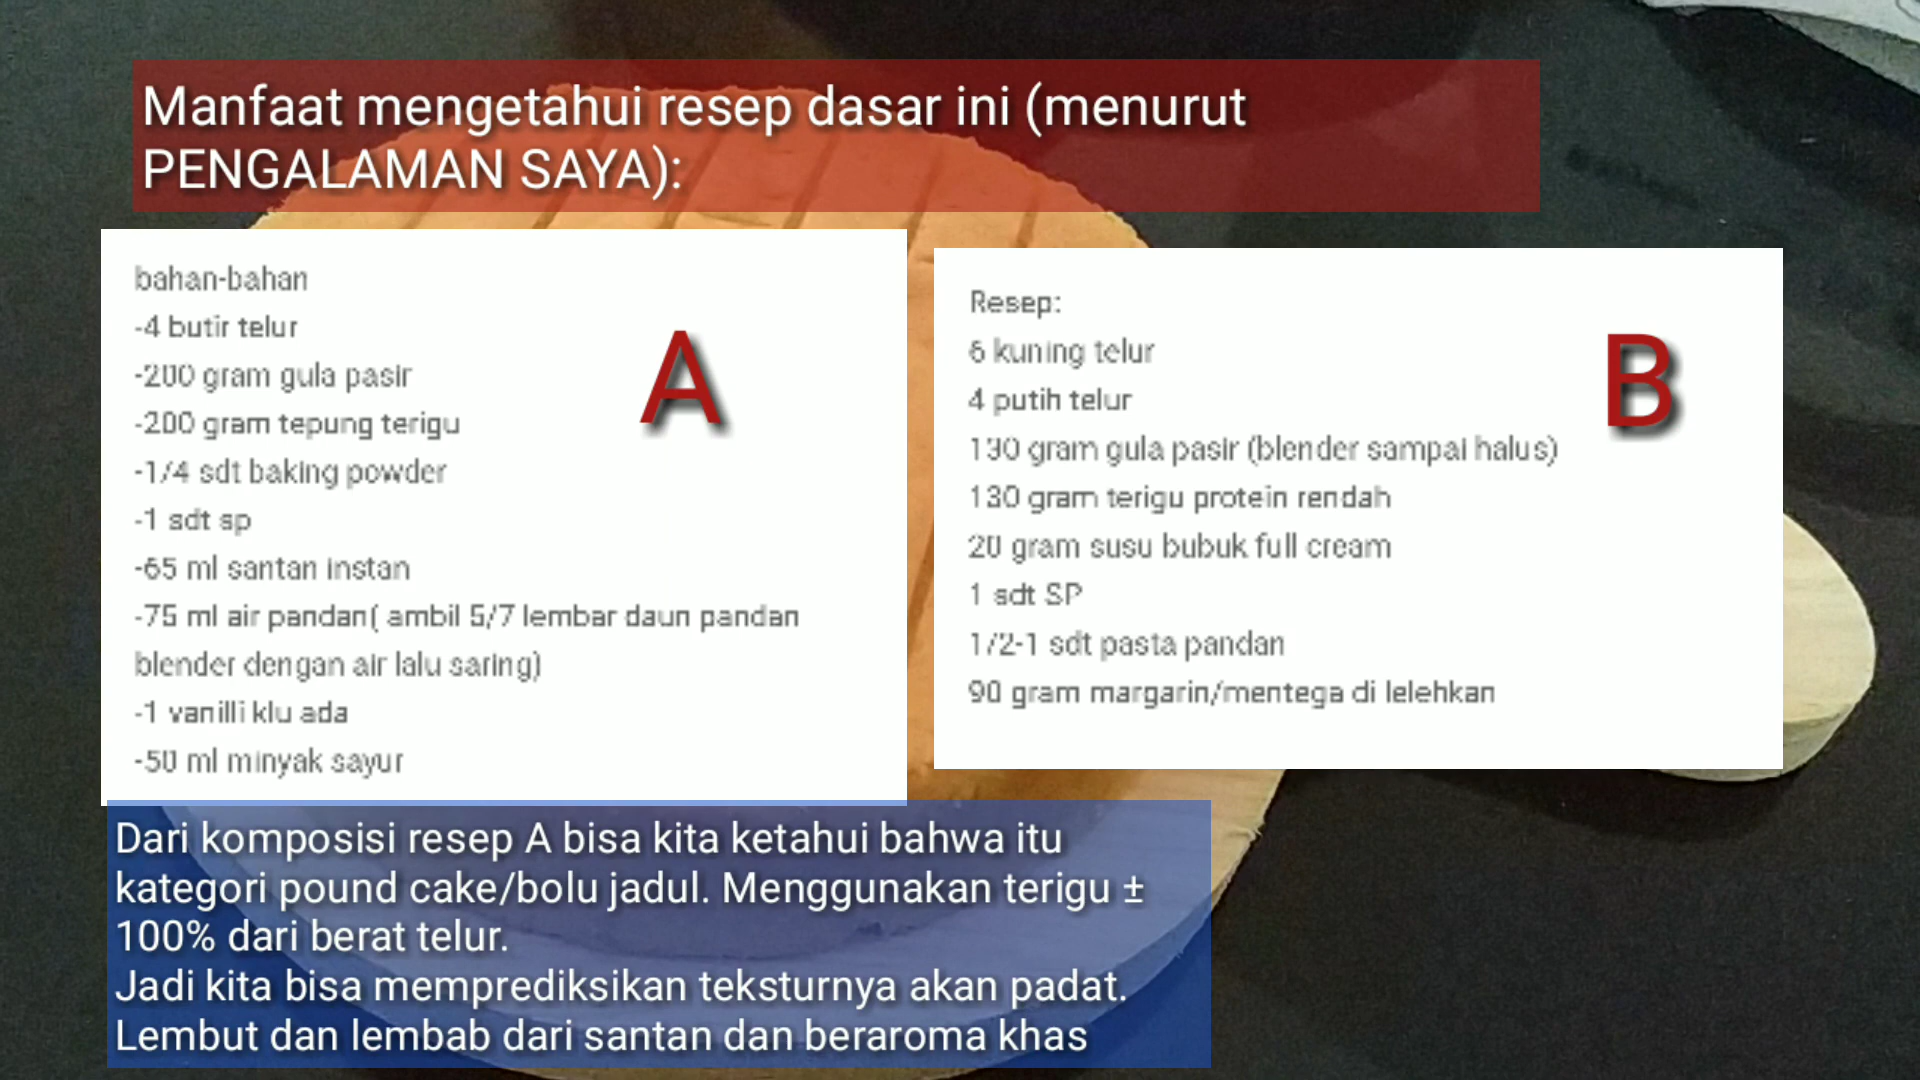 Manfaat mengetahui resep dasar ini (menurut
PENGALAMAN SAYA):
bahan-bahan
-4 butir telur
-200 gram gula pasir
-200 gram tepung terigu
-1/4 sdt baking powder
-1 sdt sp
-65 ml santan instan
-75 ml air pandan( ambil 5/7 lembar daun pandan
blender dengan air lalu saring)
-1 vanilli klu ada
-50 ml minyak sayur
A
Resep:
6 kuning telur
4 putih telur
130 gram gula pasir (blender sampai halus)
130 gram terigu protein rendah
20 gram susu bubuk full cream
1 sdt SP
1/2-1 sdt pasta pandan
90 gram margarin/mentega di lelehkan
B
Dari komposisi resep A bisa kita ketahui bahwa itu
kategori pound cake/bolu jadul. Menggunakan terigu ±
100% dari berat telur.
Jadi kita bisa memprediksikan teksturnya akan padat.
Lembut dan lembab dari santan dan beraroma khas